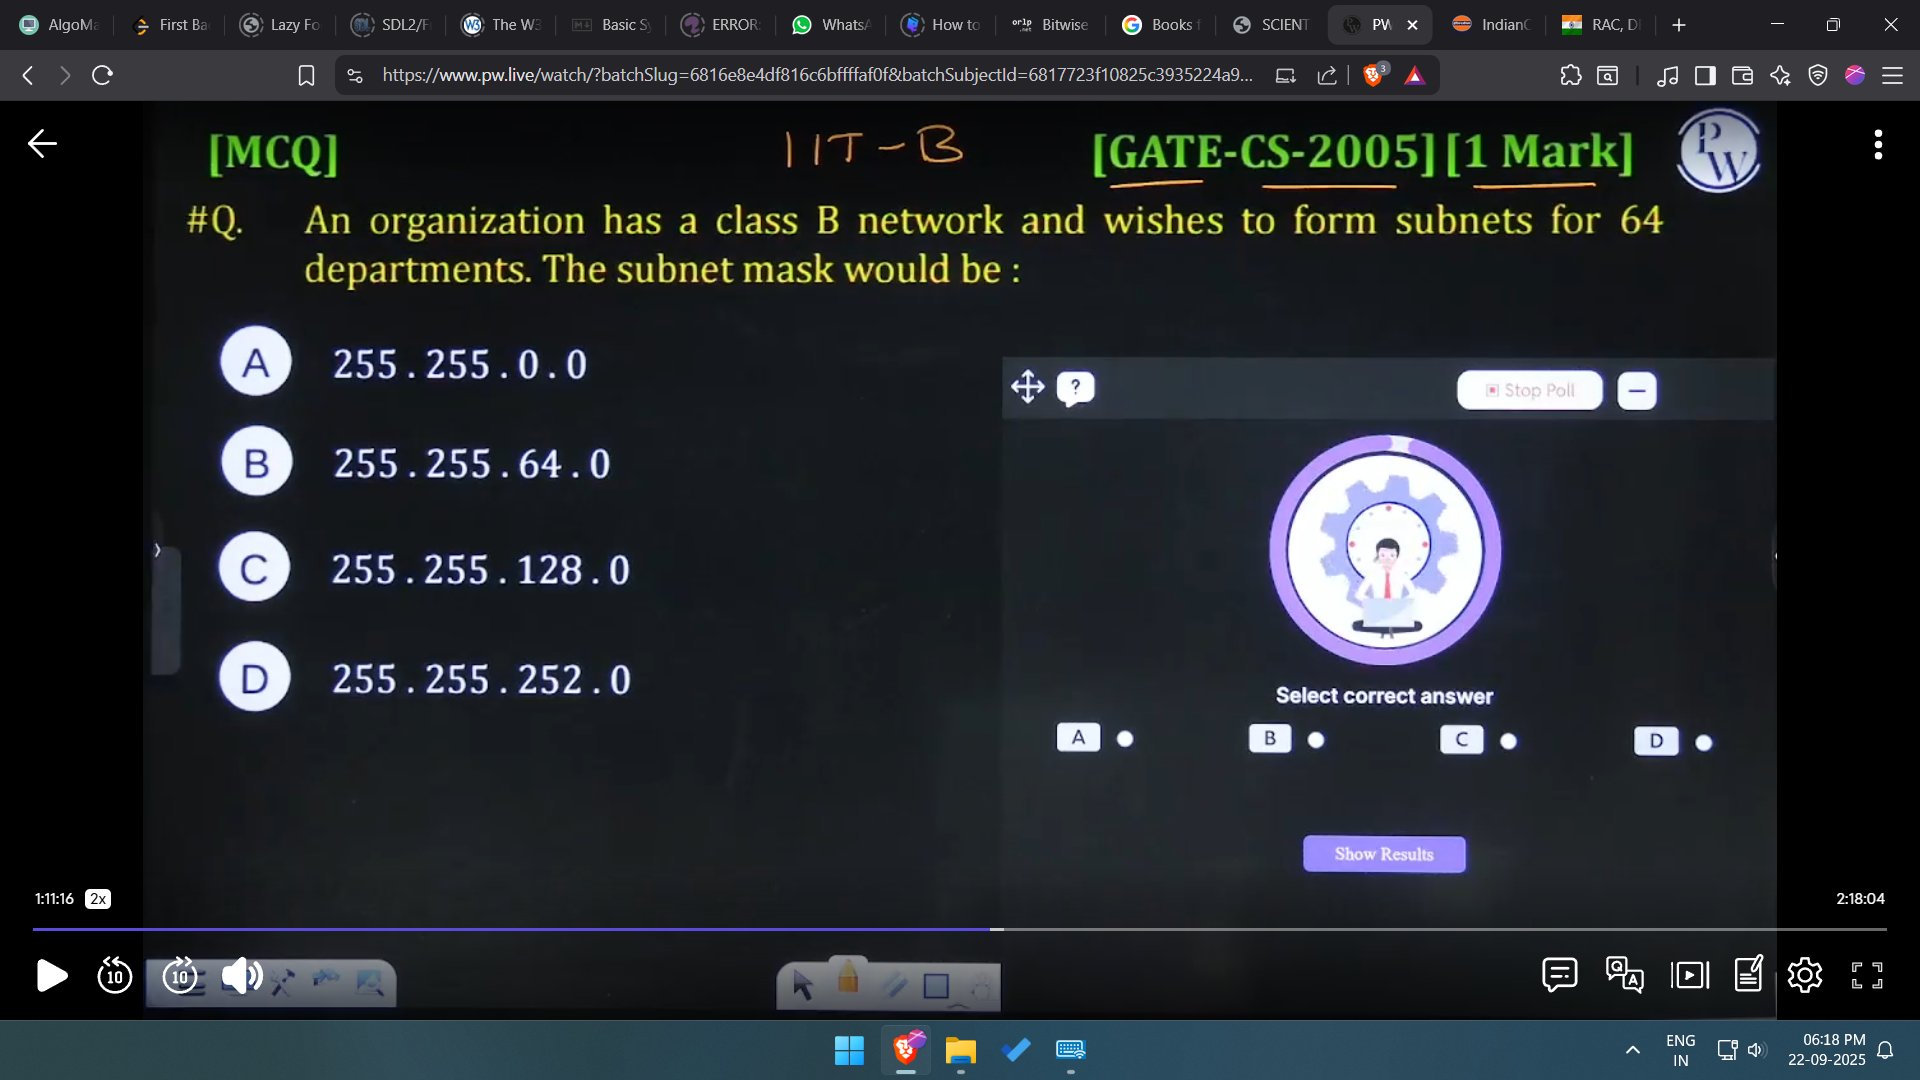 AlgoMa
First Ba
Lazy Fo
SDL2/F
The W3
Basic Sy
ERROR:
WhatsA
How to
Bitwise
Books f
SCIENT
PW
IndianO
RAC, D
https://www.pw.live/watch/?batchSlug=6816e8e4df816c6bffffaf0f&batchSubjectId=6817723f10825c3935224a9...
3
[MCQ]
IIT-B
[GATE-CS-2005][1 Mark]
PW
#Q. An organization has a class B network and wishes to form subnets for 64
departments. The subnet mask would be :
A 255.255.0.0
B 255.255.64.0
C 255.255.128.0
D 255.255.252.0
?
Stop Poll
Select correct answer
A
B
C
D
Show Results
1:11:16 2x
2:18:04
10
10
Q A
ENG
IN
06:18 PM
22-09-2025